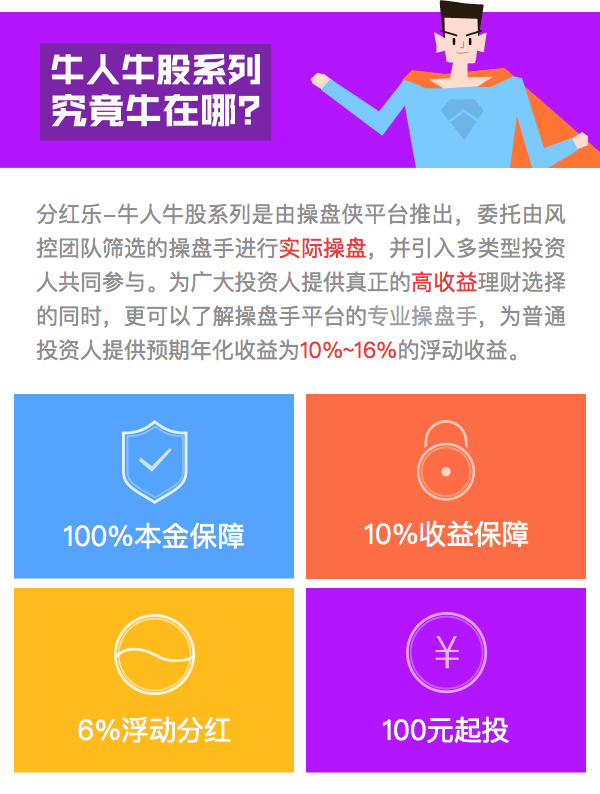 牛人牛股系列
究竟牛在哪?
分红乐–牛人牛股系列是由操盘侠平台推出，委托由风
控团队筛选的操盘手进行实际操盘，并引入多类型投资
人共同参与。为广大投资人提供真正的高收益理财选择
的同时，更可以了解操盘手平台的专业操盘手，为普通
投资人提供预期年化收益为10%~16%的浮动收益。
100%本金保障
10%收益保障
¥
6%浮动分红
100元起投